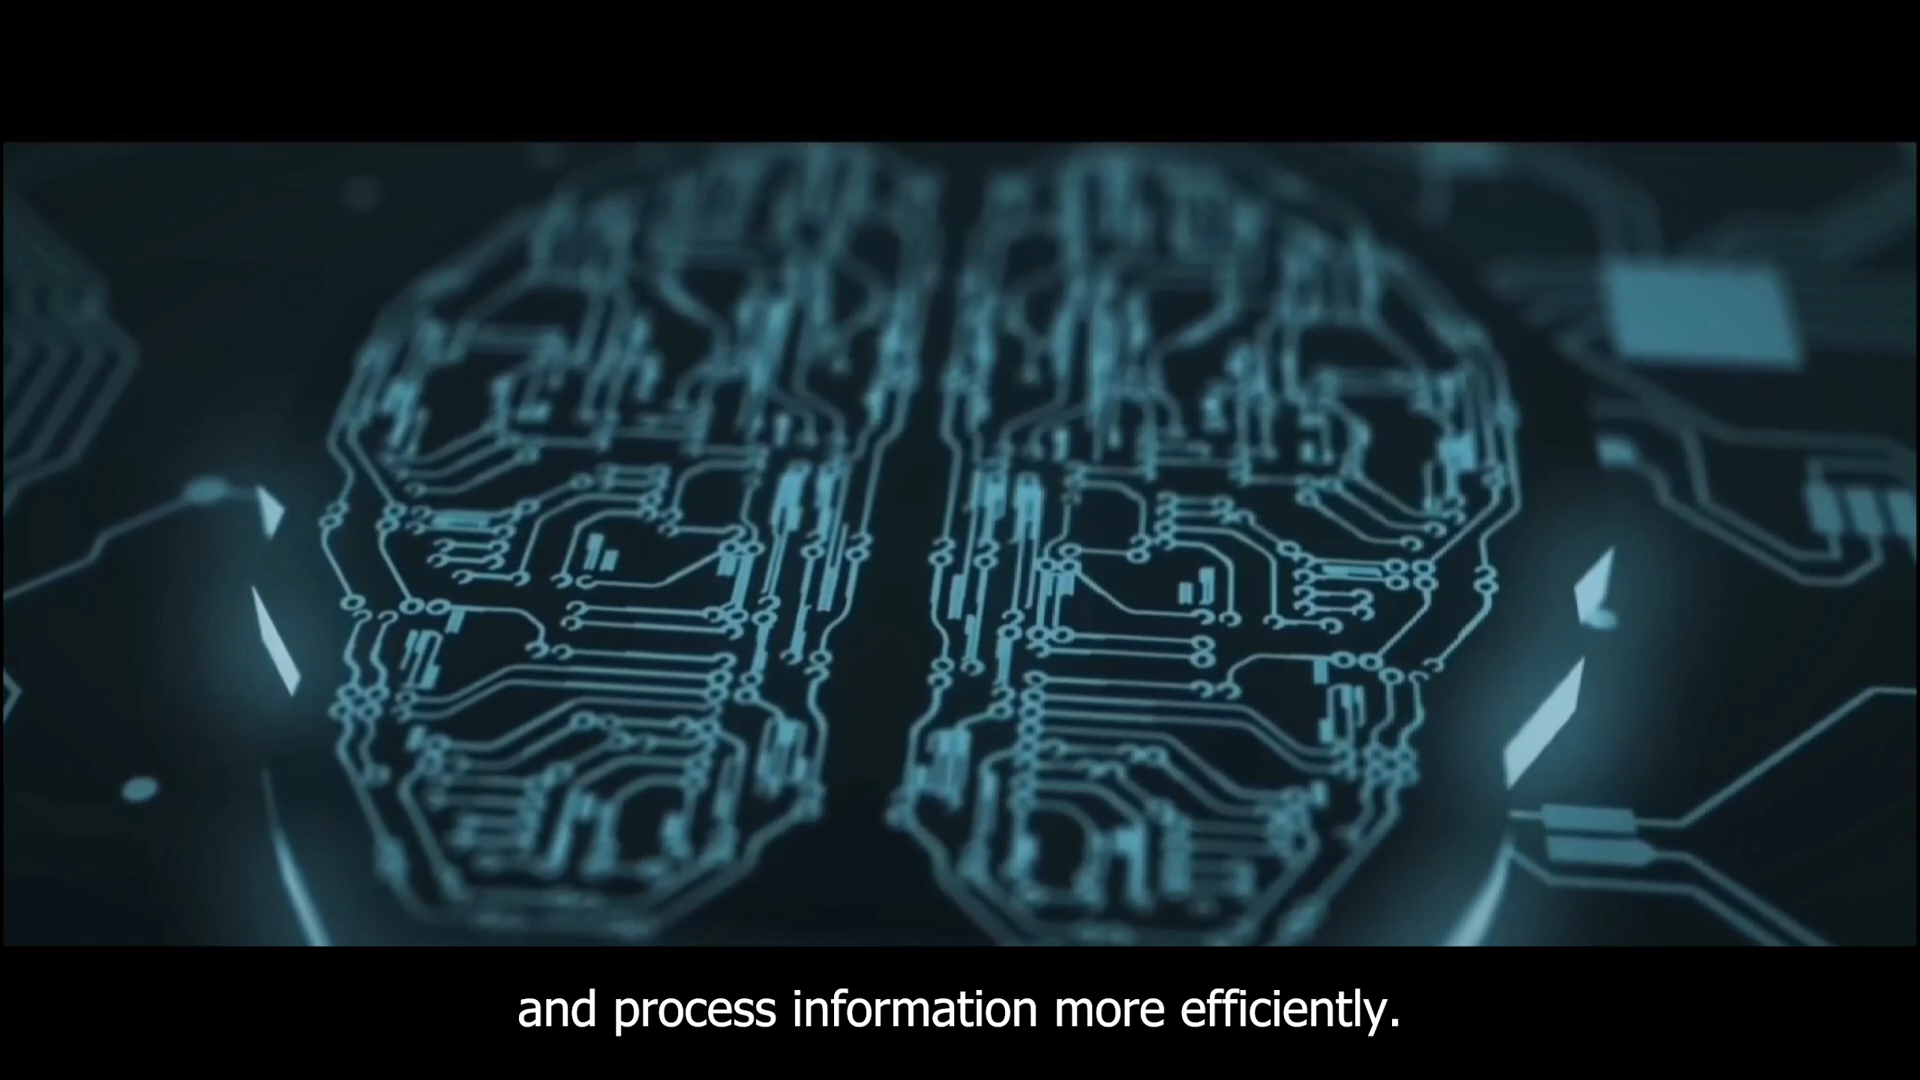 and process information more efficiently.